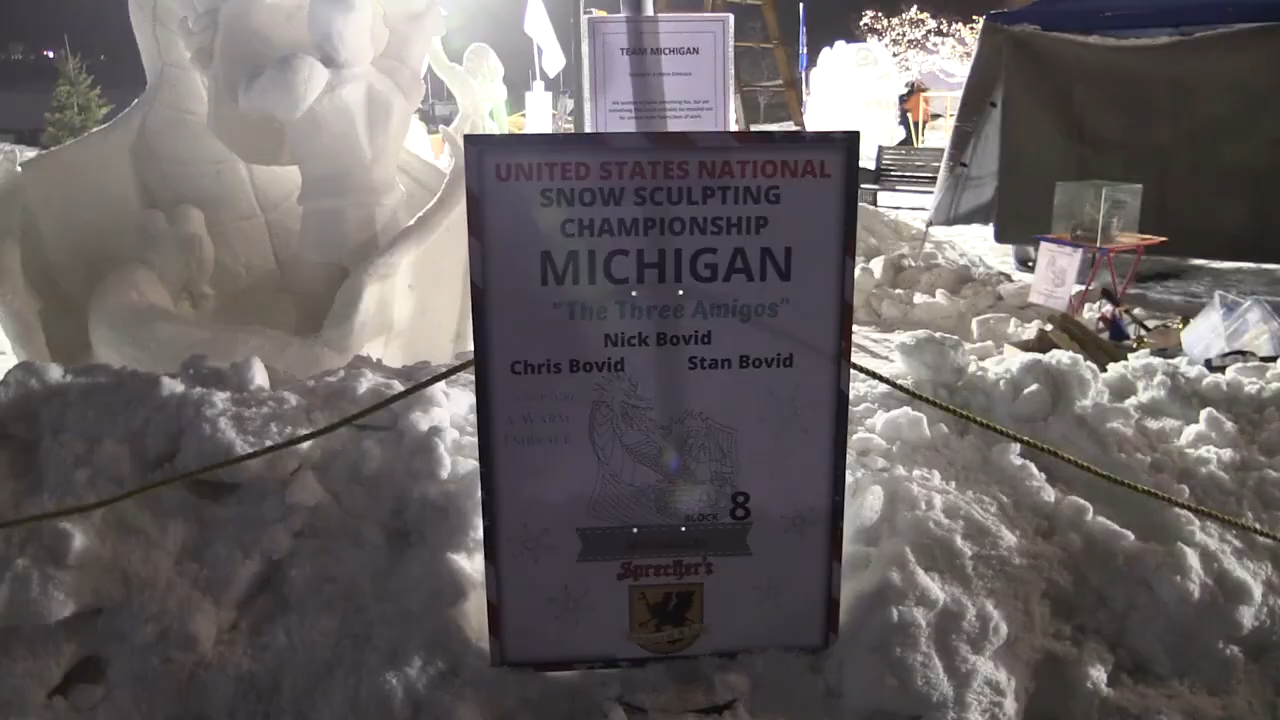 TEAM MICHIGAN
UNITED STATES NATIONAL
SNOW SCULPTING
CHAMPIONSHIP
MICHIGAN
"The Three Amigos"
Nick Bovid
Chris Bovid Stan Bovid
A WARM
EMBRACE
BLOCK 8
Sprecher's